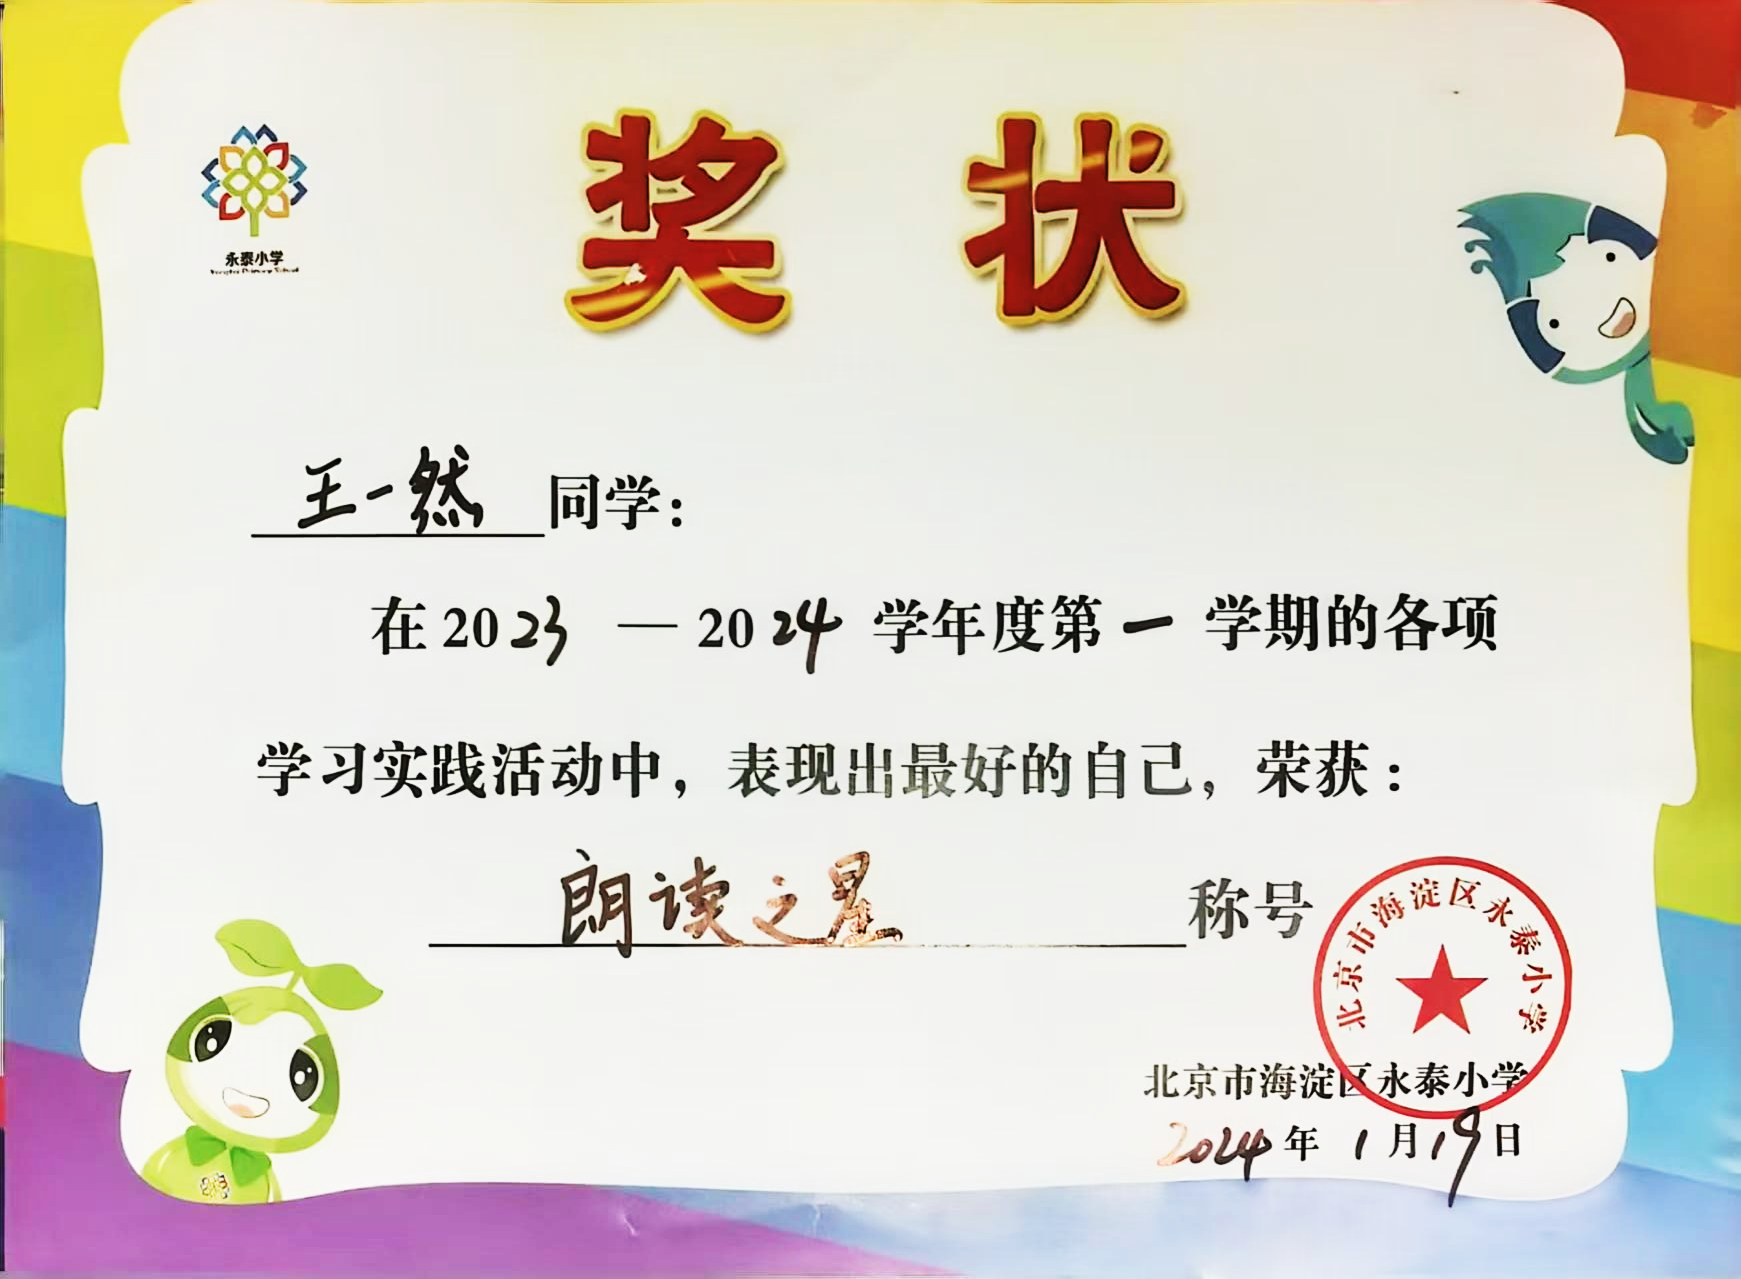 永泰小学
Yongtai Primary School
奖 状
王一然 同学：
在2023 — 2024 学年度第一学期的各项
学习实践活动中，表现出最好的自己，荣获：
朗读之星 称号
北京市海淀区永泰小学
北京市海淀区永泰小学
2024年1月19日